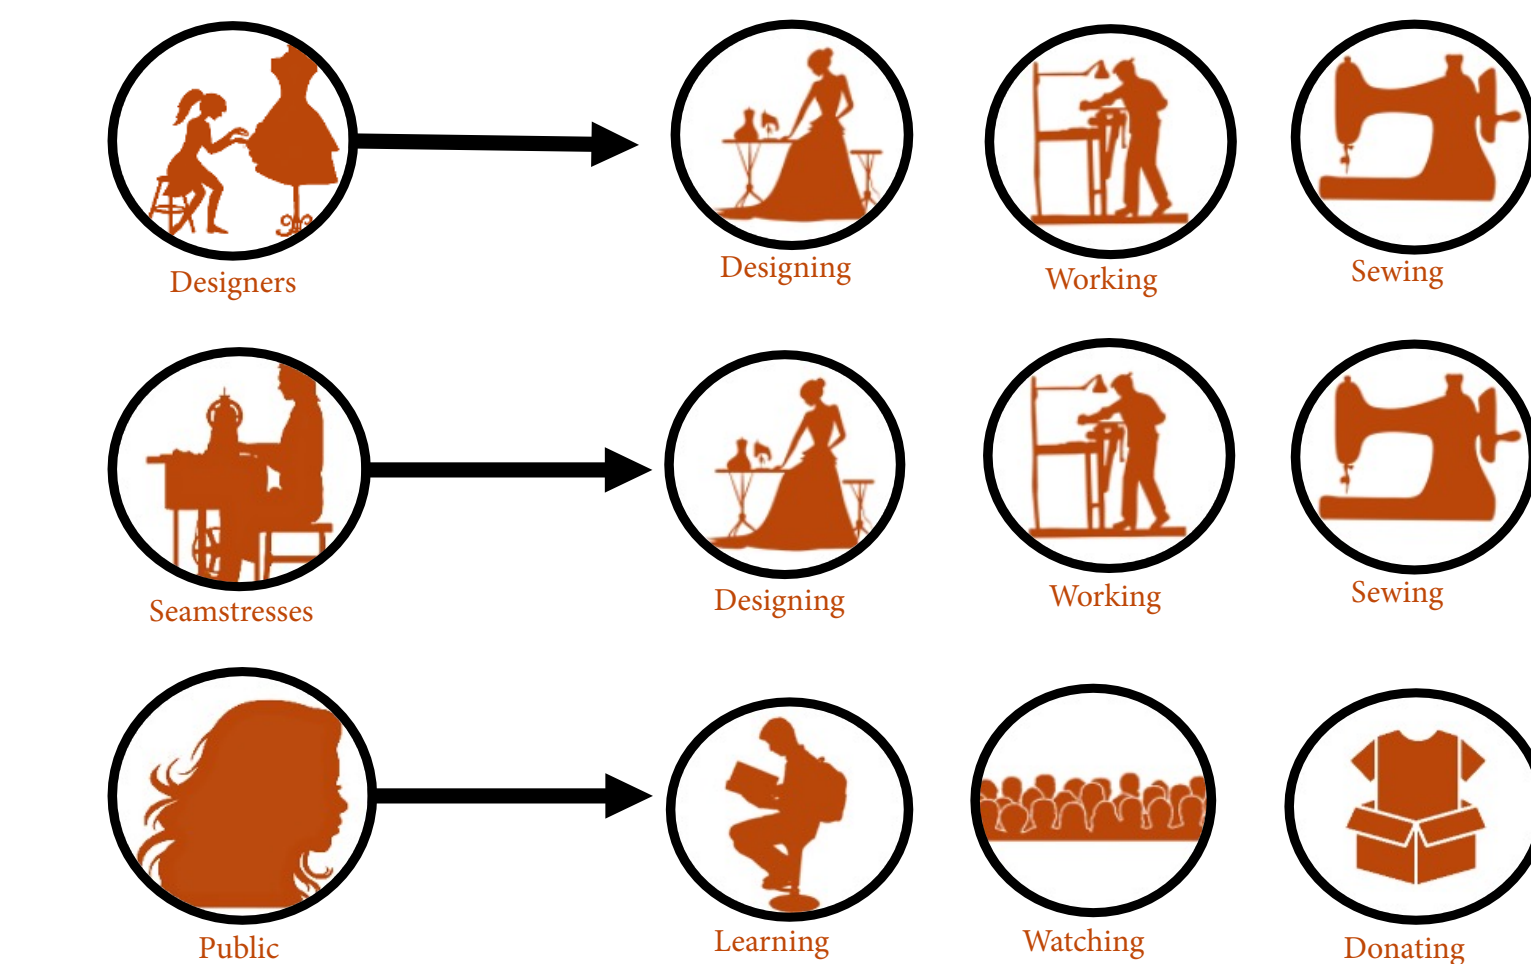 Designers
Designing
Working
Sewing
Seamstresses
Designing
Working
Sewing
Public
Learning
Watching
Donating